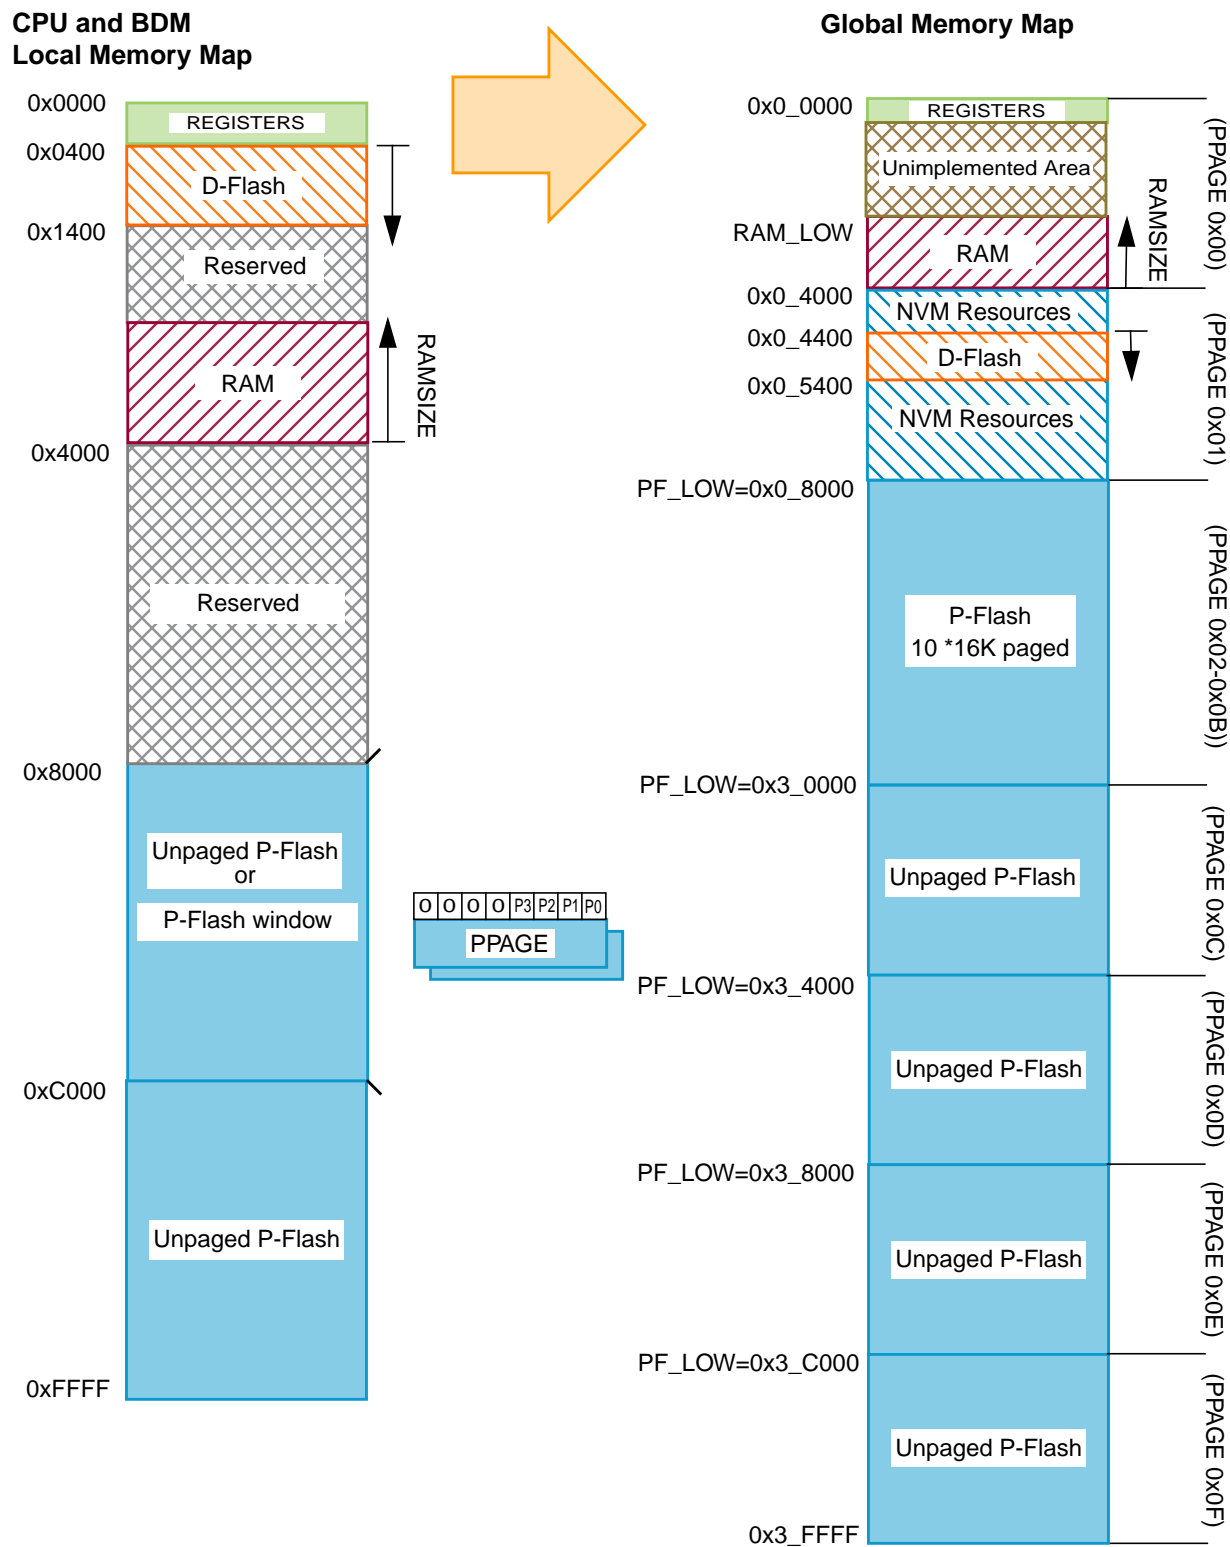 CPU and BDM
Local Memory Map
0x0000
REGISTERS
0x0400
D-Flash
0x1400
Reserved
RAM
RAMSIZE
0x4000
Reserved
0x8000
Unpaged P-Flash
or
P-Flash window
0xC000
Unpaged P-Flash
0xFFFF
0 0 0 0 P3 P2 P1 P0
PPAGE
Global Memory Map
0x0_0000
REGISTERS
Unimplemented Area
RAM_LOW
RAM
RAMSIZE
(PPAGE 0x00)
0x0_4000
NVM Resources
0x0_4400
D-Flash
0x0_5400
NVM Resources
(PPAGE 0x01)
PF_LOW=0x0_8000
P-Flash
10 *16K paged
(PPAGE 0x02-0x0B))
PF_LOW=0x3_0000
Unpaged P-Flash
(PPAGE 0x0C)
PF_LOW=0x3_4000
Unpaged P-Flash
(PPAGE 0x0D)
PF_LOW=0x3_8000
Unpaged P-Flash
(PPAGE 0x0E)
PF_LOW=0x3_C000
Unpaged P-Flash
(PPAGE 0x0F)
0x3_FFFF